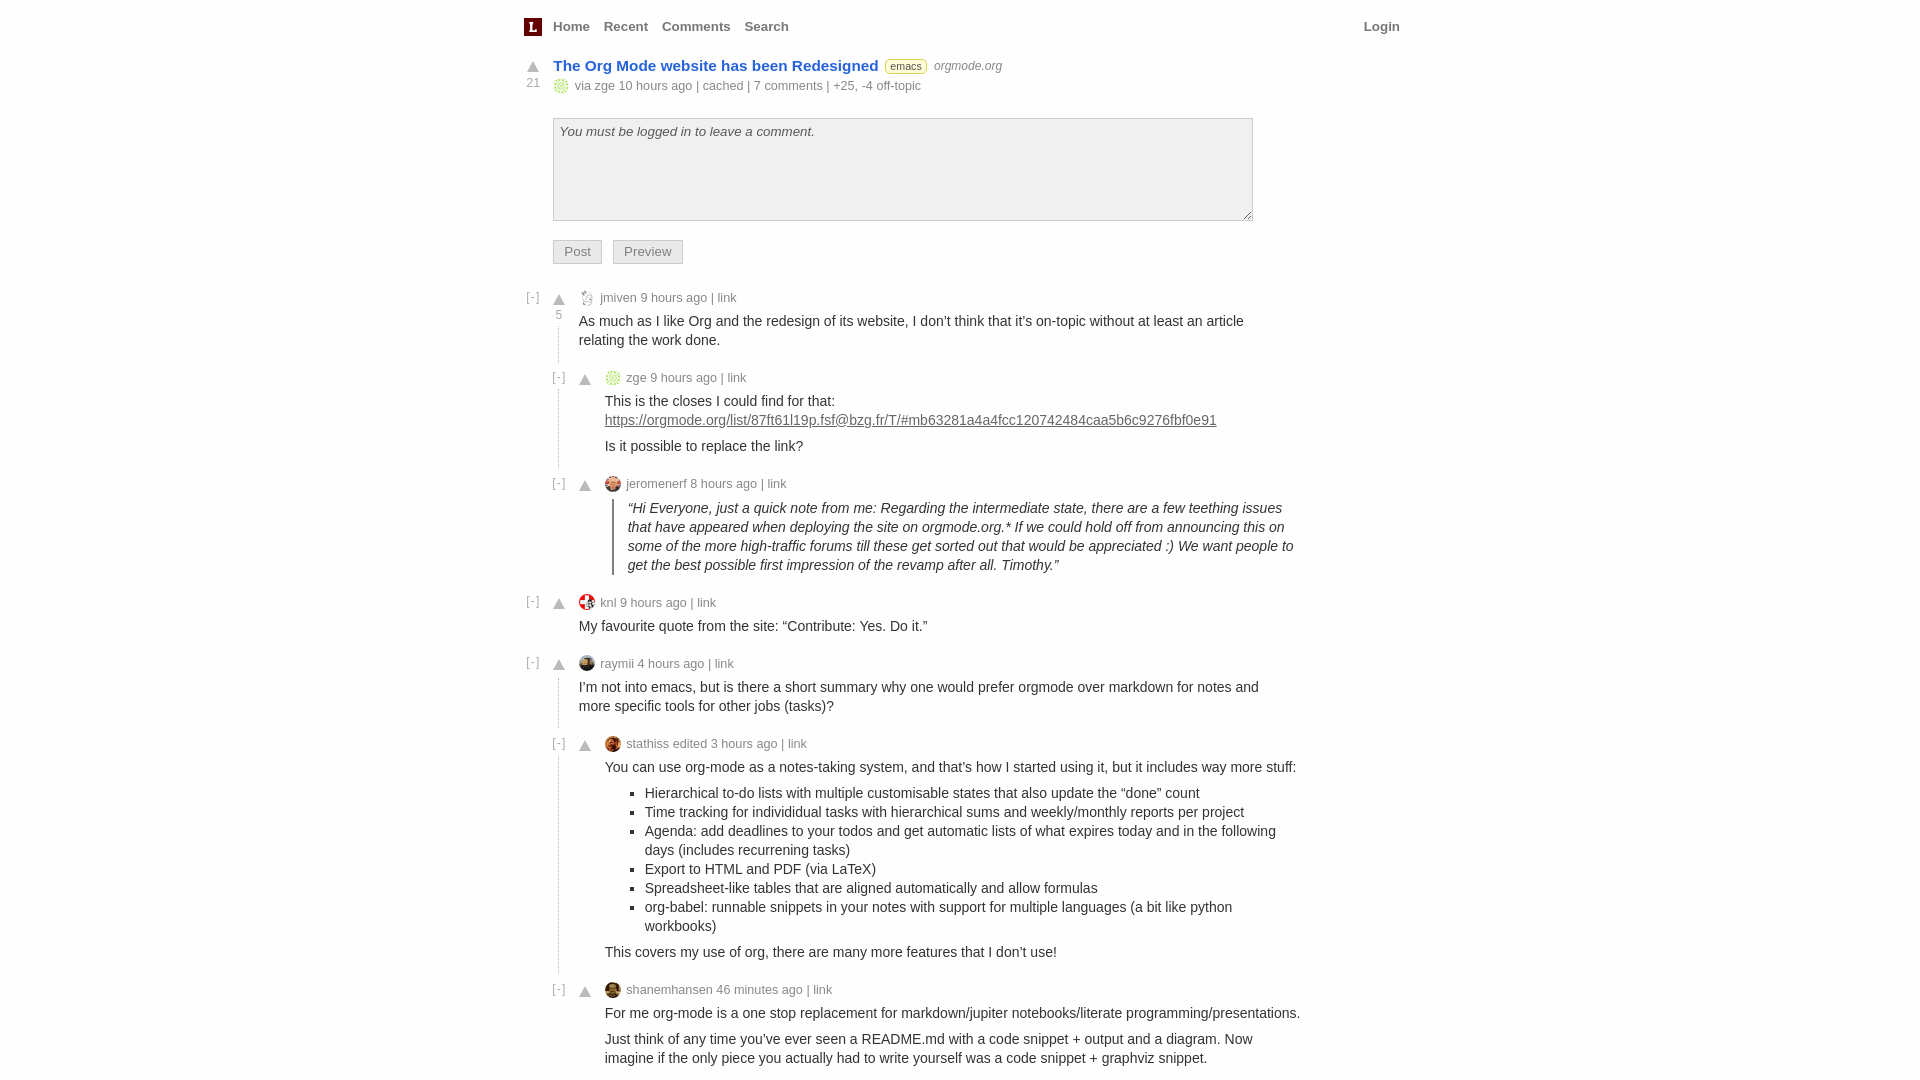 L Home Recent Comments Search Login
The Org Mode website has been Redesigned emacs orgmode.org
21
via zge 10 hours ago | cached | 7 comments | +25, -4 off-topic
You must be logged in to leave a comment.
Post Preview
[-] jmiven 9 hours ago | link
5
As much as I like Org and the redesign of its website, I don’t think that it’s on-topic without at least an article
relating the work done.
[-] zge 9 hours ago | link
This is the closes I could find for that:
https://orgmode.org/list/87ft61l19p.fsf@bzg.fr/T/#mb63281a4a4fcc120742484caa5b6c9276fbf0e91
Is it possible to replace the link?
[-] jeromenerf 8 hours ago | link
“Hi Everyone, just a quick note from me: Regarding the intermediate state, there are a few teething issues
that have appeared when deploying the site on orgmode.org.* If we could hold off from announcing this on
some of the more high-traffic forums till these get sorted out that would be appreciated :) We want people to
get the best possible first impression of the revamp after all. Timothy.”
[-] knl 9 hours ago | link
My favourite quote from the site: “Contribute: Yes. Do it.”
[-] raymii 4 hours ago | link
I’m not into emacs, but is there a short summary why one would prefer orgmode over markdown for notes and
more specific tools for other jobs (tasks)?
[-] stathiss edited 3 hours ago | link
You can use org-mode as a notes-taking system, and that’s how I started using it, but it includes way more stuff:
▪ Hierarchical to-do lists with multiple customisable states that also update the “done” count
▪ Time tracking for individidual tasks with hierarchical sums and weekly/monthly reports per project
▪ Agenda: add deadlines to your todos and get automatic lists of what expires today and in the following
days (includes recurrening tasks)
▪ Export to HTML and PDF (via LaTeX)
▪ Spreadsheet-like tables that are aligned automatically and allow formulas
▪ org-babel: runnable snippets in your notes with support for multiple languages (a bit like python
workbooks)
This covers my use of org, there are many more features that I don’t use!
[-] shanemhansen 46 minutes ago | link
For me org-mode is a one stop replacement for markdown/jupiter notebooks/literate programming/presentations.
Just think of any time you’ve ever seen a README.md with a code snippet + output and a diagram. Now
imagine if the only piece you actually had to write yourself was a code snippet + graphviz snippet.